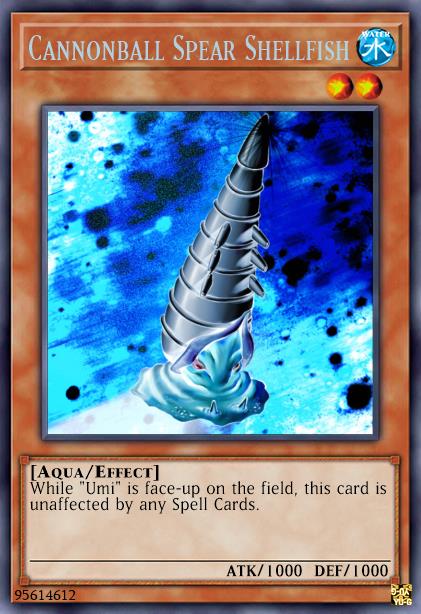 CANNONBALL SPEAR SHELLFISH
WATER
水
[AQUA/EFFECT]
While "Umi" is face-up on the field, this card is
unaffected by any Spell Cards.
ATK/1000 DEF/1000
95614612